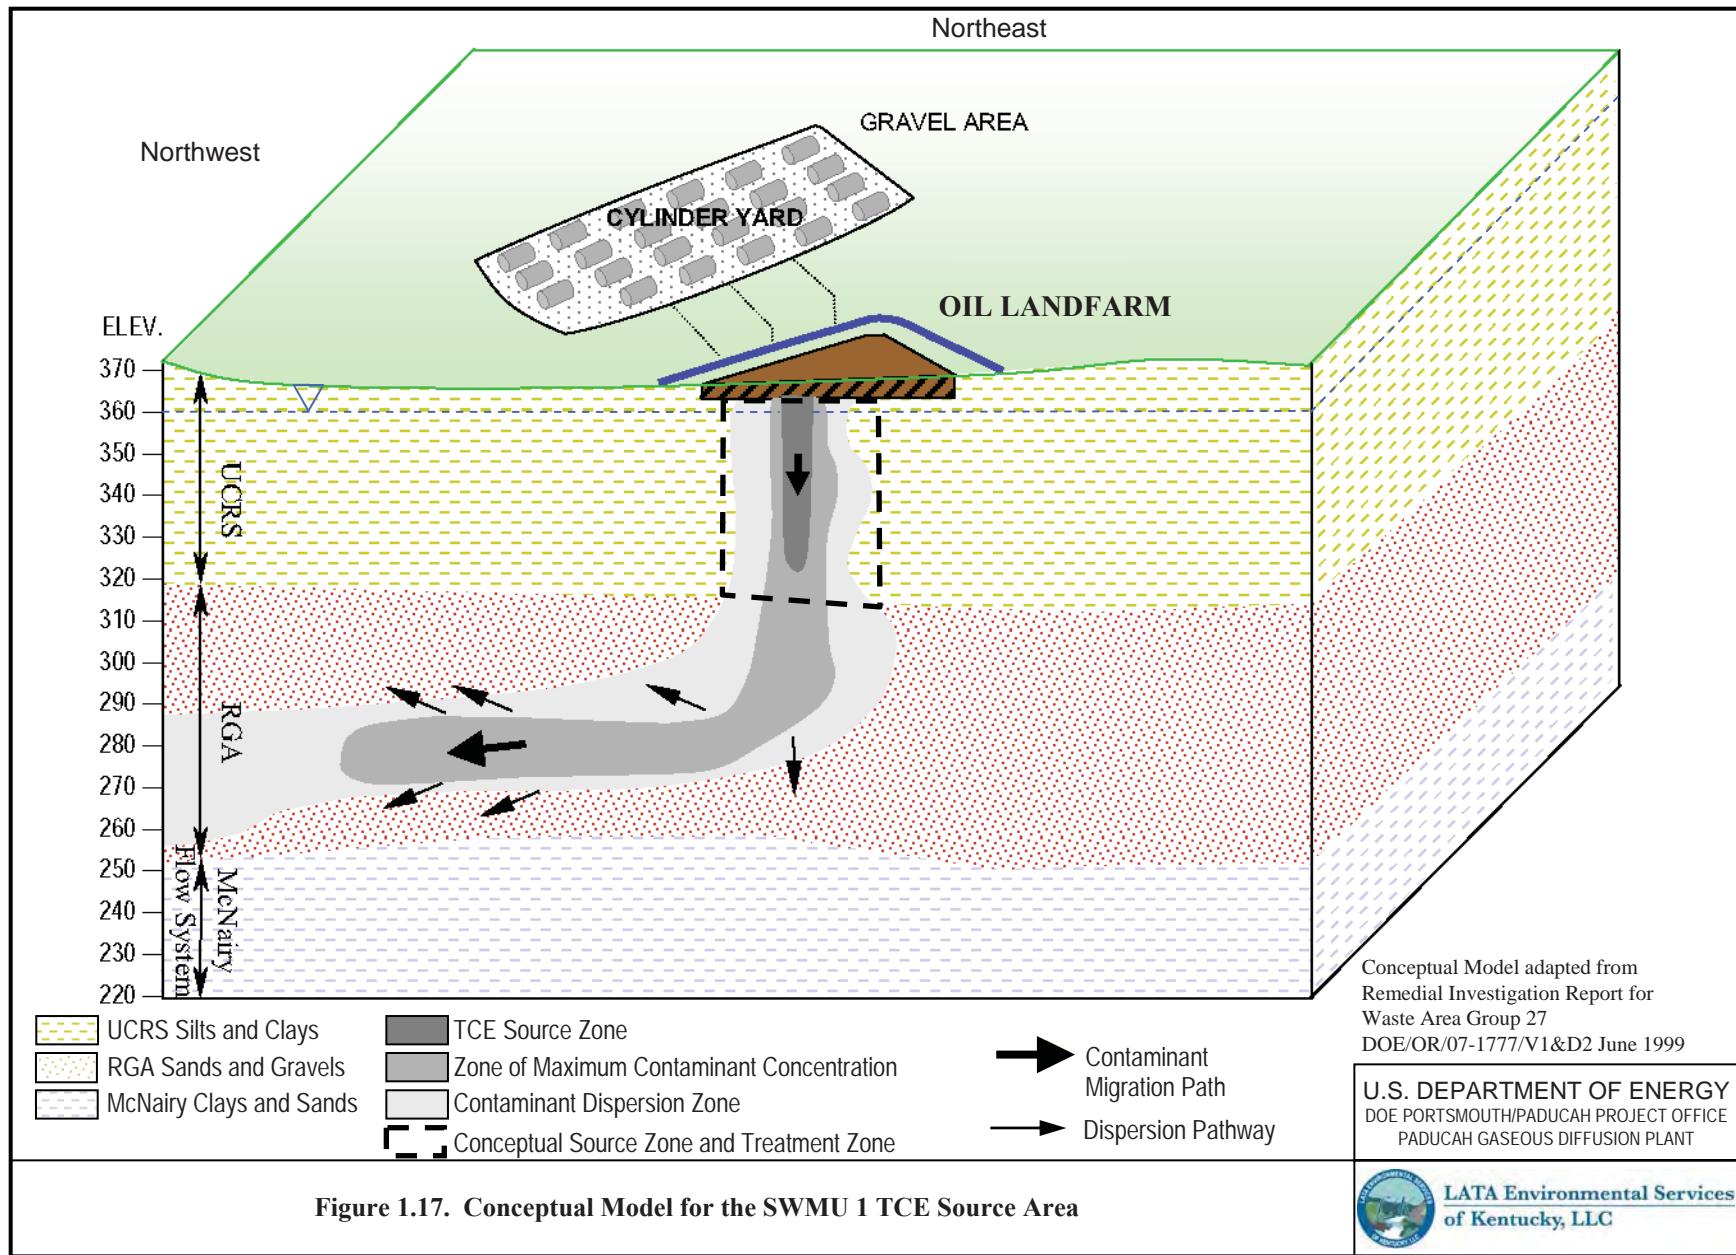 Northeast
Northwest
GRAVEL AREA
CYLINDER YARD
OIL LANDFARM
ELEV.
370
360
350
340
330
320
310
300
290
280
270
260
250
240
230
220
UCRS
RGA
McNairy
Flow System
UCRS Silts and Clays
RGA Sands and Gravels
McNairy Clays and Sands
TCE Source Zone
Zone of Maximum Contaminant Concentration
Contaminant Dispersion Zone
Conceptual Source Zone and Treatment Zone
Contaminant
Migration Path
Dispersion Pathway
Conceptual Model adapted from
Remedial Investigation Report for
Waste Area Group 27
DOE/OR/07-1777/V1&D2 June 1999
U.S. DEPARTMENT OF ENERGY
DOE PORTSMOUTH/PADUCAH PROJECT OFFICE
PADUCAH GASEOUS DIFFUSION PLANT
Figure 1.17. Conceptual Model for the SWMU 1 TCE Source Area
LATA Environmental Services
of Kentucky, LLC
LATA ENVIRONMENTAL SERVICES
OF KENTUCKY, LLC